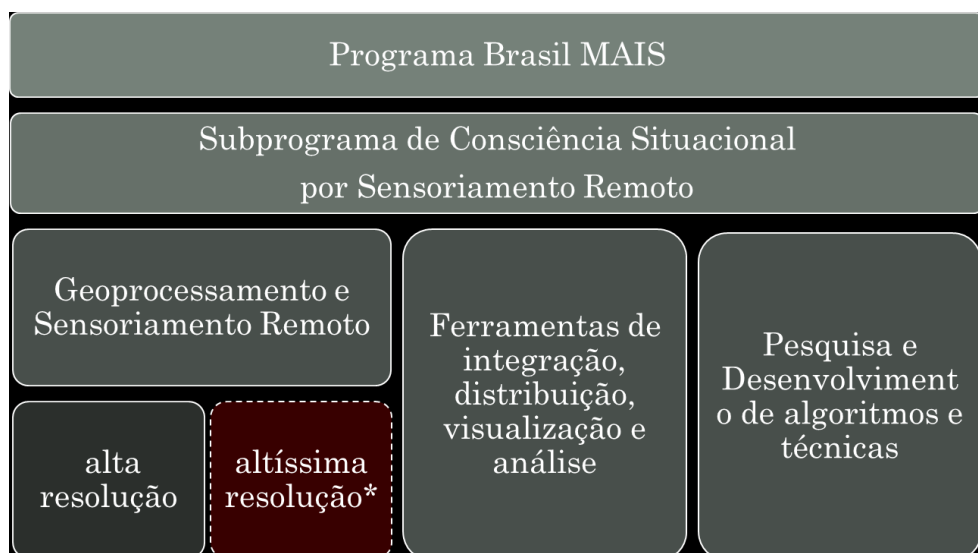 Programa Brasil MAIS
Subprograma de Consciência Situacional
por Sensoriamento Remoto
Geoprocessamento e
Sensoriamento Remoto
alta
resolução
altíssima
resolução*
Ferramentas de
integração,
distribuição,
visualização e
análise
Pesquisa e
Desenvolviment
o de algoritmos e
técnicas